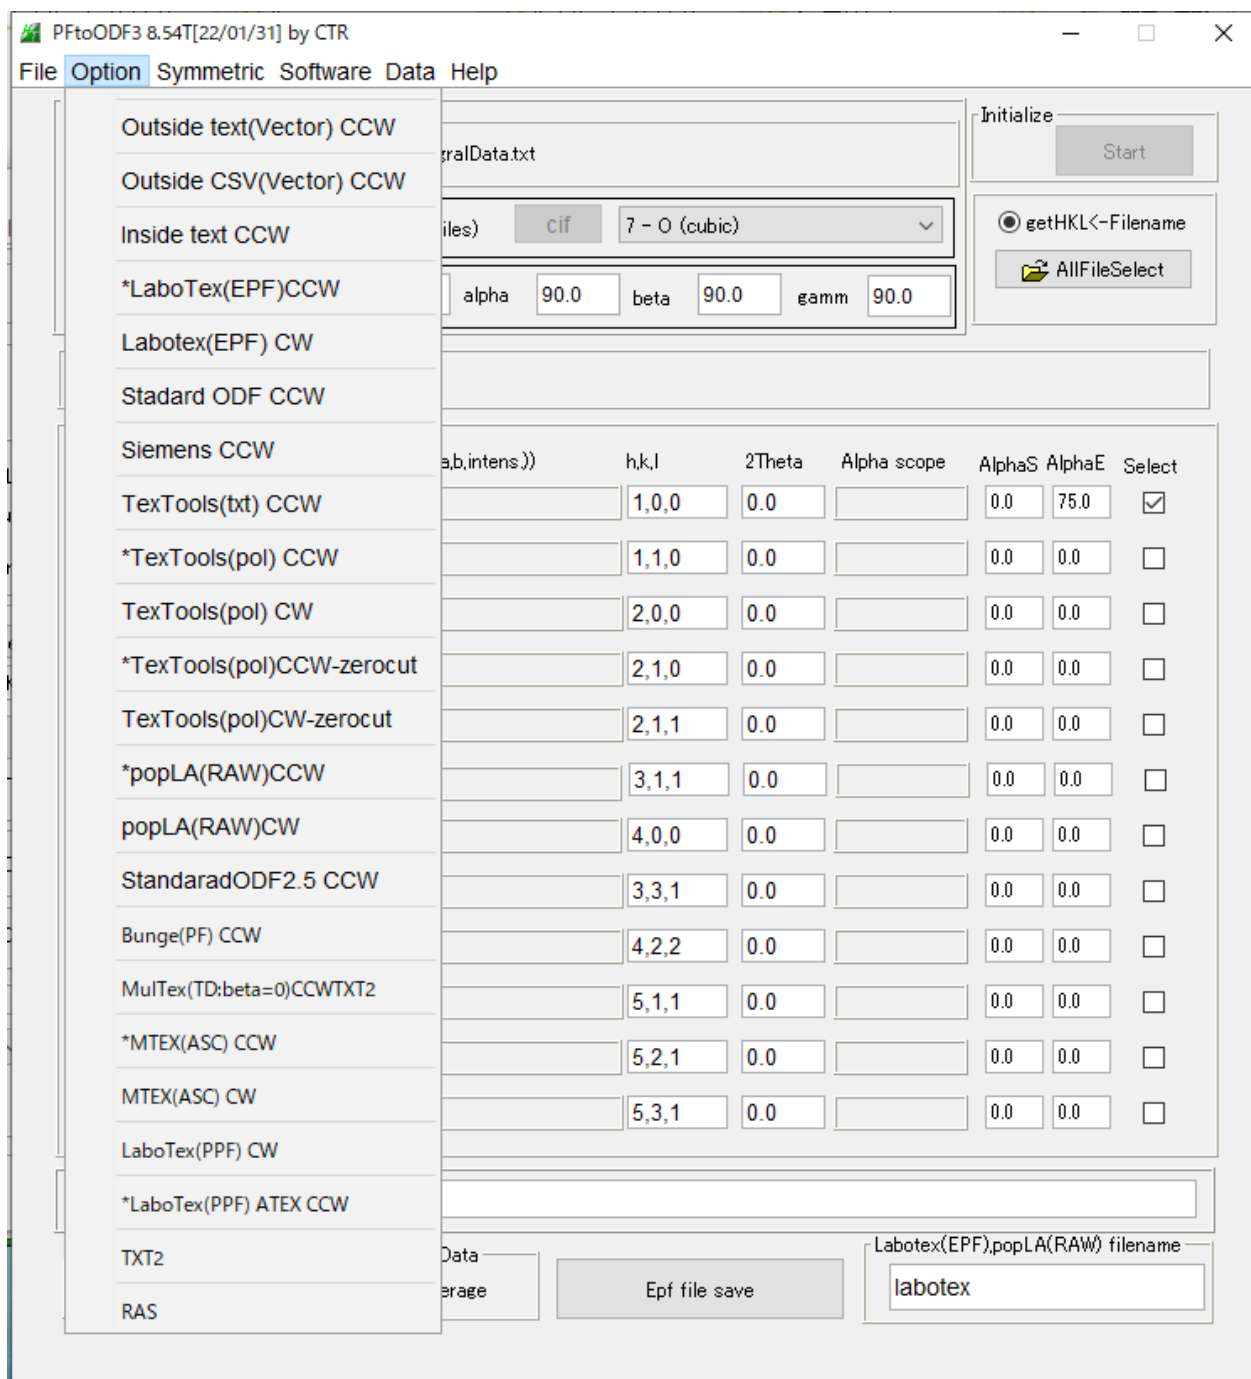 PFtoODF3 8.54T[22/01/31] by CTR
File Option Symmetric Software Data Help
Outside text(Vector) CCW
Outside CSV(Vector) CCW
Inside text CCW
*LaboTex(EPF)CCW
Labotex(EPF) CW
Stadard ODF CCW
Siemens CCW
TexTools(txt) CCW
*TexTools(pol) CCW
TexTools(pol) CW
*TexTools(pol)CCW-zerocut
TexTools(pol)CW-zerocut
*popLA(RAW)CCW
popLA(RAW)CW
StandaradODF2.5 CCW
Bunge(PF) CCW
MulTex(TD:beta=0)CCWTXT2
*MTEX(ASC) CCW
MTEX(ASC) CW
LaboTex(PPF) CW
*LaboTex(PPF) ATEX CCW
TXT2
RAS
gralData.txt
Initialize
Start
iles) cif 7 - O (cubic)
getHKL<-Filename
AllFileSelect
alpha 90.0 beta 90.0 gamm 90.0
a,b,intens.)) h,k,l 2Theta Alpha scope AlphaS AlphaE Select
1,0,0 0.0 0.0 75.0
1,1,0 0.0 0.0 0.0
2,0,0 0.0 0.0 0.0
2,1,0 0.0 0.0 0.0
2,1,1 0.0 0.0 0.0
3,1,1 0.0 0.0 0.0
4,0,0 0.0 0.0 0.0
3,3,1 0.0 0.0 0.0
4,2,2 0.0 0.0 0.0
5,1,1 0.0 0.0 0.0
5,2,1 0.0 0.0 0.0
5,3,1 0.0 0.0 0.0
Data
erage
Epf file save
Labotex(EPF),popLA(RAW) filename
labotex